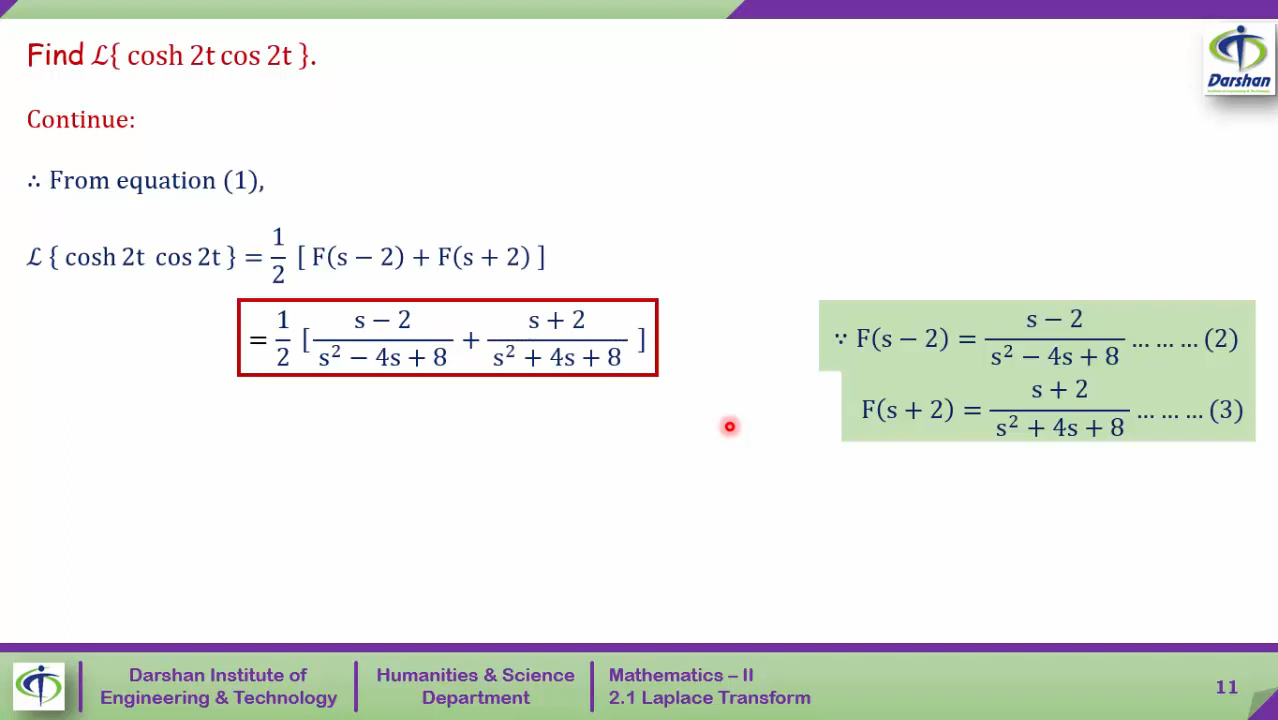 Find ℒ{ cosh 2t cos 2t }.
Darshan
Continue:
∴ From equation (1),
ℒ { cosh 2t cos 2t } = 1/2 [ F(s − 2) + F(s + 2) ]
= 1/2 [ (s − 2)/(s² − 4s + 8) + (s + 2)/(s² + 4s + 8) ]
∵ F(s − 2) = (s − 2)/(s² − 4s + 8) … … … (2)
F(s + 2) = (s + 2)/(s² + 4s + 8) … … … (3)
Darshan Institute of
Engineering & Technology
Humanities & Science
Department
Mathematics – II
2.1 Laplace Transform
11